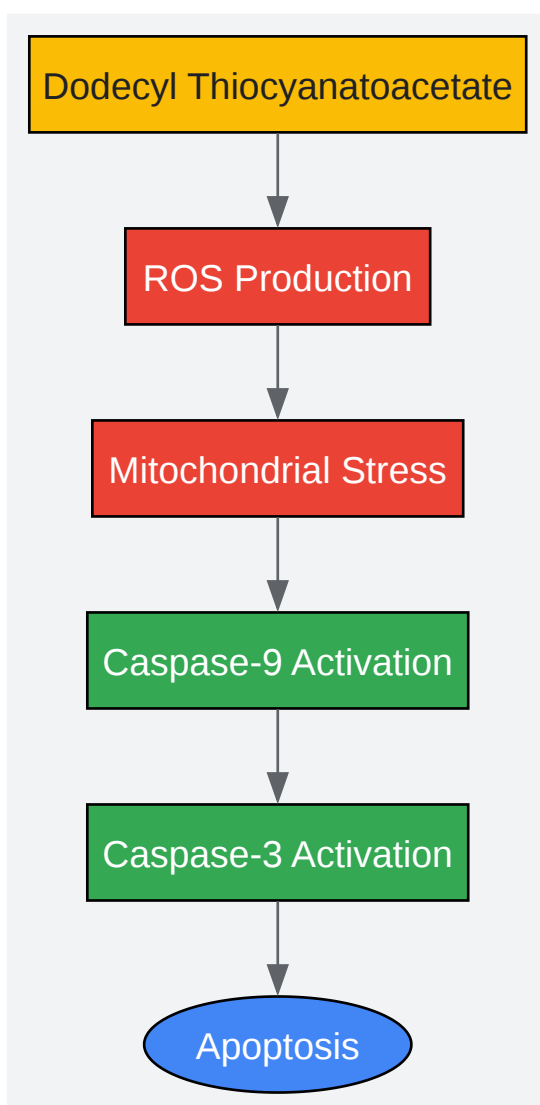 Dodecyl Thiocyanatoacetate
ROS Production
Mitochondrial Stress
Caspase-9 Activation
Caspase-3 Activation
Apoptosis